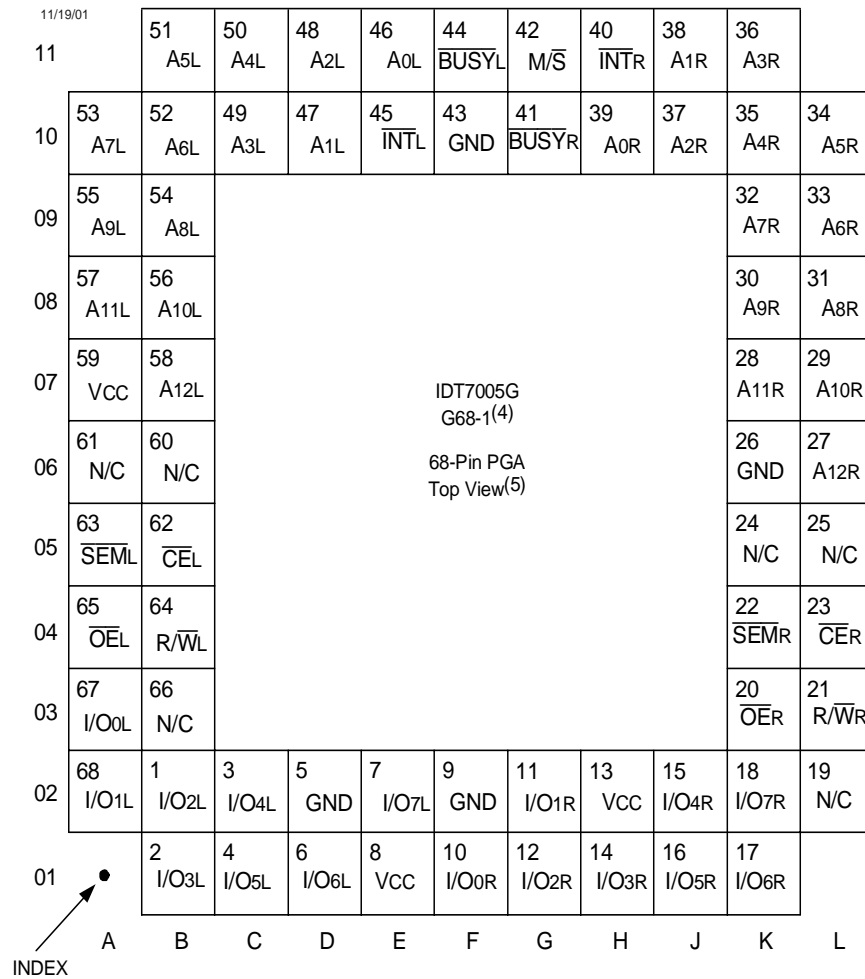 11/19/01
11 51 50 48 46 44 42 40 38 36
A5L A4L A2L A0L BUSYL M/S INTR A1R A3R
10 53 52 49 47 45 43 41 39 37 35 34
A7L A6L A3L A1L INTL GND BUSYR A0R A2R A4R A5R
09 55 54 32 33
A9L A8L A7R A6R
08 57 56 30 31
A11L A10L A9R A8R
07 59 58 28 29
VCC A12L A11R A10R
IDT7005G
G68-1(4)
68-Pin PGA
Top View(5)
06 61 60 26 27
N/C N/C GND A12R
05 63 62 24 25
SEML CEL N/C N/C
04 65 64 22 23
OEL R/WL SEMR CER
03 67 66 20 21
I/O0L N/C OER R/WR
02 68 1 3 5 7 9 11 13 15 18 19
I/O1L I/O2L I/O4L GND I/O7L GND I/O1R VCC I/O4R I/O7R N/C
01 2 4 6 8 10 12 14 16 17
I/O3L I/O5L I/O6L VCC I/O0R I/O2R I/O3R I/O5R I/O6R
A B C D E F G H J K L
INDEX